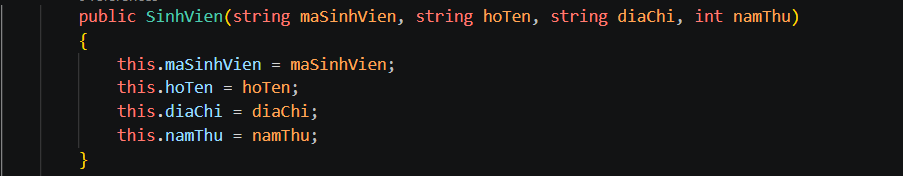 public SinhVien(string maSinhVien, string hoTen, string diaChi, int namThu)
{
this.maSinhVien = maSinhVien;
this.hoTen = hoTen;
this.diaChi = diaChi;
this.namThu = namThu;
}